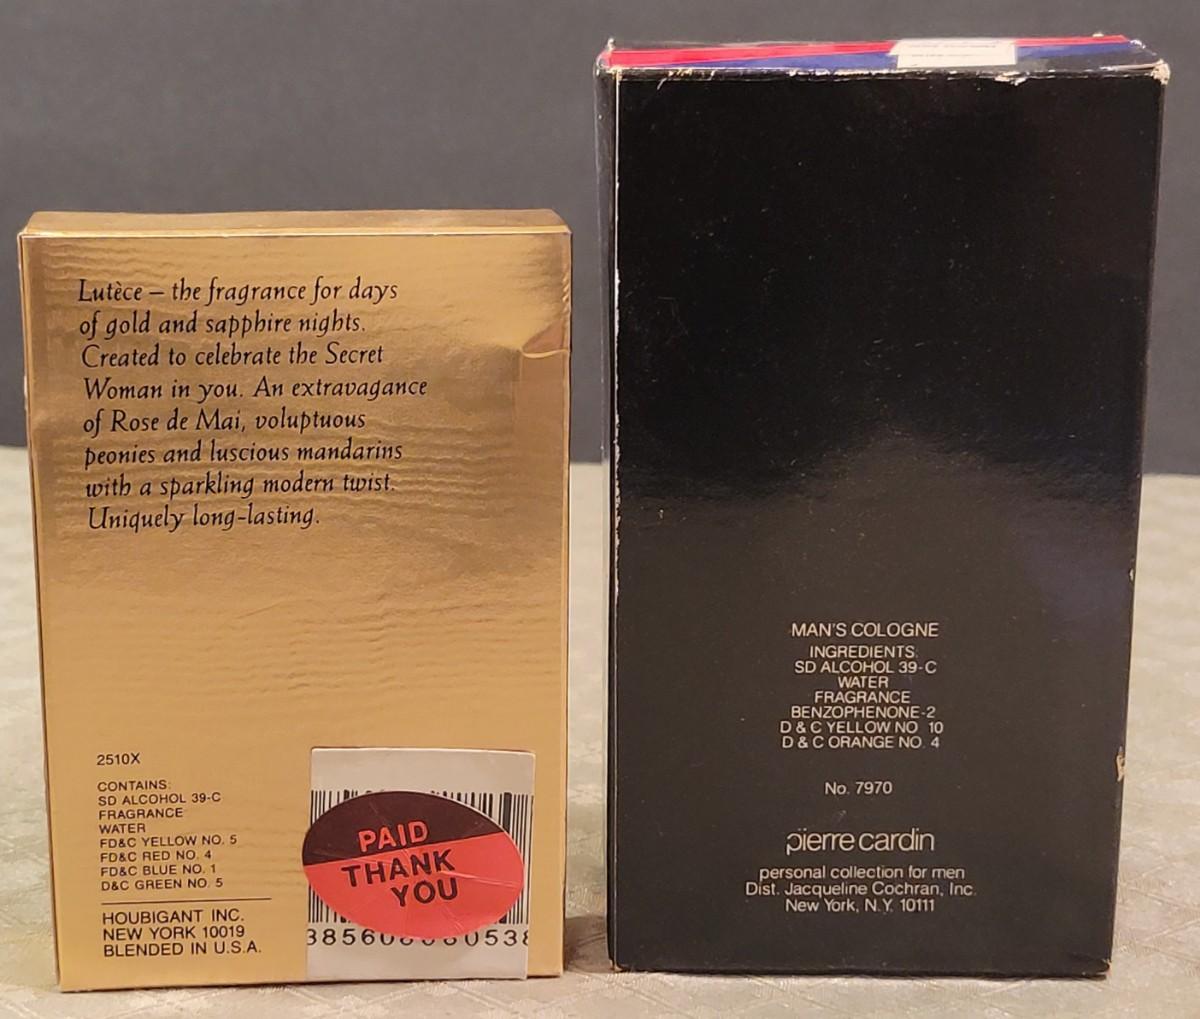 Lutèce – the fragrance for days
of gold and sapphire nights.
Created to celebrate the Secret
Woman in you. An extravagance
of Rose de Mai, voluptuous
peonies and luscious mandarins
with a sparkling modern twist.
Uniquely long-lasting.
2510X
CONTAINS:
SD ALCOHOL 39-C
FRAGRANCE
WATER
FD&C YELLOW NO. 5
FD&C RED NO. 4
FD&C BLUE NO. 1
D&C GREEN NO. 5
HOUBIGANT INC.
NEW YORK 10019
BLENDED IN U.S.A.
PAID
THANK
YOU
MAN'S COLOGNE
INGREDIENTS:
SD ALCOHOL 39-C
WATER
FRAGRANCE
BENZOPHENONE-2
D & C YELLOW NO. 10
D & C ORANGE NO. 4
No. 7970
pierre cardin
personal collection for men
Dist. Jacqueline Cochran, Inc.
New York, N.Y. 10111